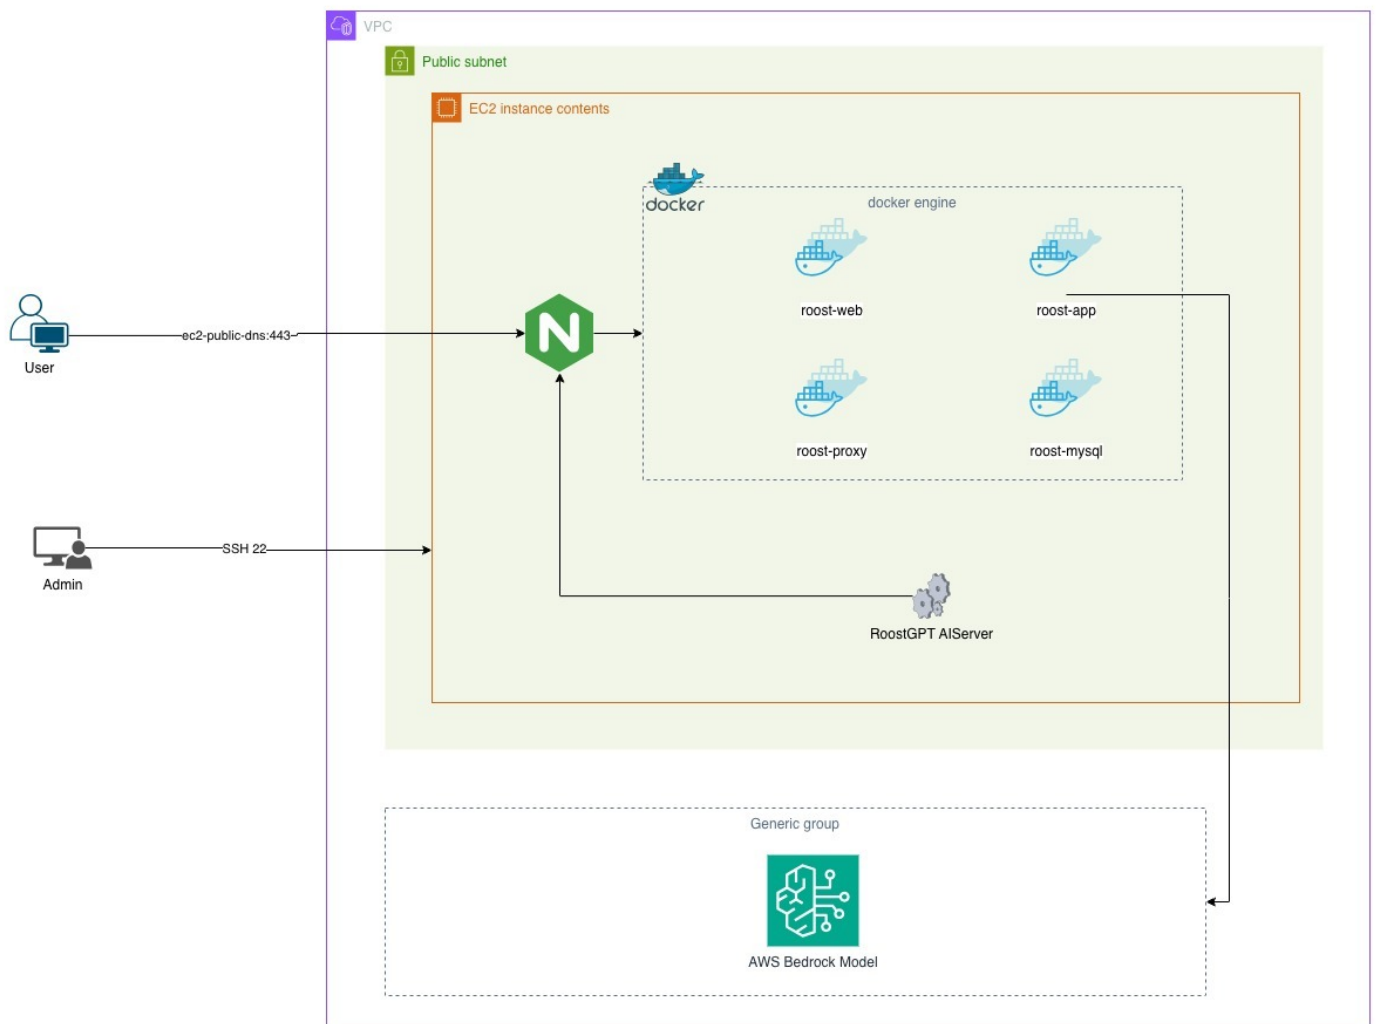 VPC
Public subnet
EC2 instance contents
docker
docker engine
roost-web
roost-app
ec2-public-dns:443
User
roost-proxy
roost-mysql
SSH 22
Admin
RoostGPT AIServer
Generic group
AWS Bedrock Model